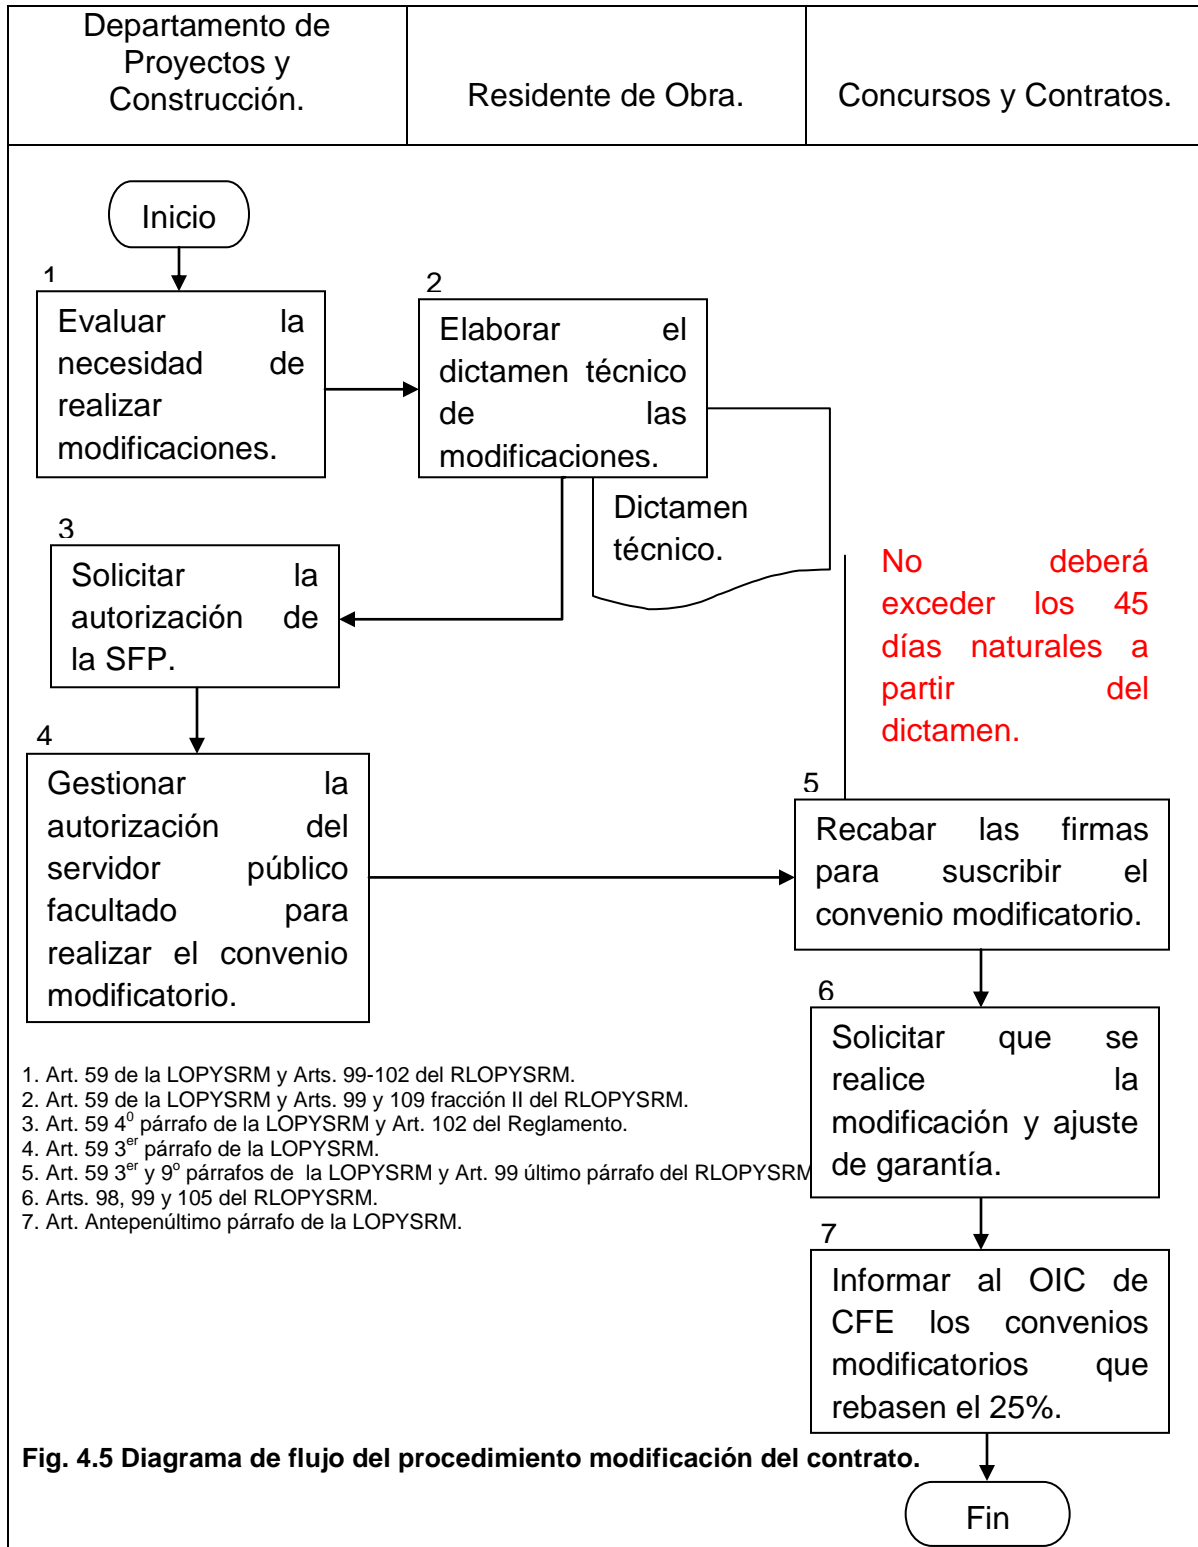 Departamento de
Proyectos y
Construcción.
Residente de Obra.
Concursos y Contratos.
Inicio
1
Evaluar la
necesidad de
realizar
modificaciones.
2
Elaborar el
dictamen técnico
de las
modificaciones.
Dictamen
técnico.
3
Solicitar la
autorización de
la SFP.
No deberá
exceder los 45
días naturales a
partir del
dictamen.
4
Gestionar la
autorización del
servidor público
facultado para
realizar el convenio
modificatorio.
5
Recabar las firmas
para suscribir el
convenio modificatorio.
6
Solicitar que se
realice la
modificación y ajuste
de garantía.
1. Art. 59 de la LOPYSRM y Arts. 99-102 del RLOPYSRM.
2. Art. 59 de la LOPYSRM y Arts. 99 y 109 fracción II del RLOPYSRM.
3. Art. 59 4⁰ párrafo de la LOPYSRM y Art. 102 del Reglamento.
4. Art. 59 3ᵉʳ párrafo de la LOPYSRM.
5. Art. 59 3ᵉʳ y 9º párrafos de la LOPYSRM y Art. 99 último párrafo del RLOPYSRM
6. Arts. 98, 99 y 105 del RLOPYSRM.
7. Art. Antepenúltimo párrafo de la LOPYSRM.
7
Informar al OIC de
CFE los convenios
modificatorios que
rebasen el 25%.
Fig. 4.5 Diagrama de flujo del procedimiento modificación del contrato.
Fin